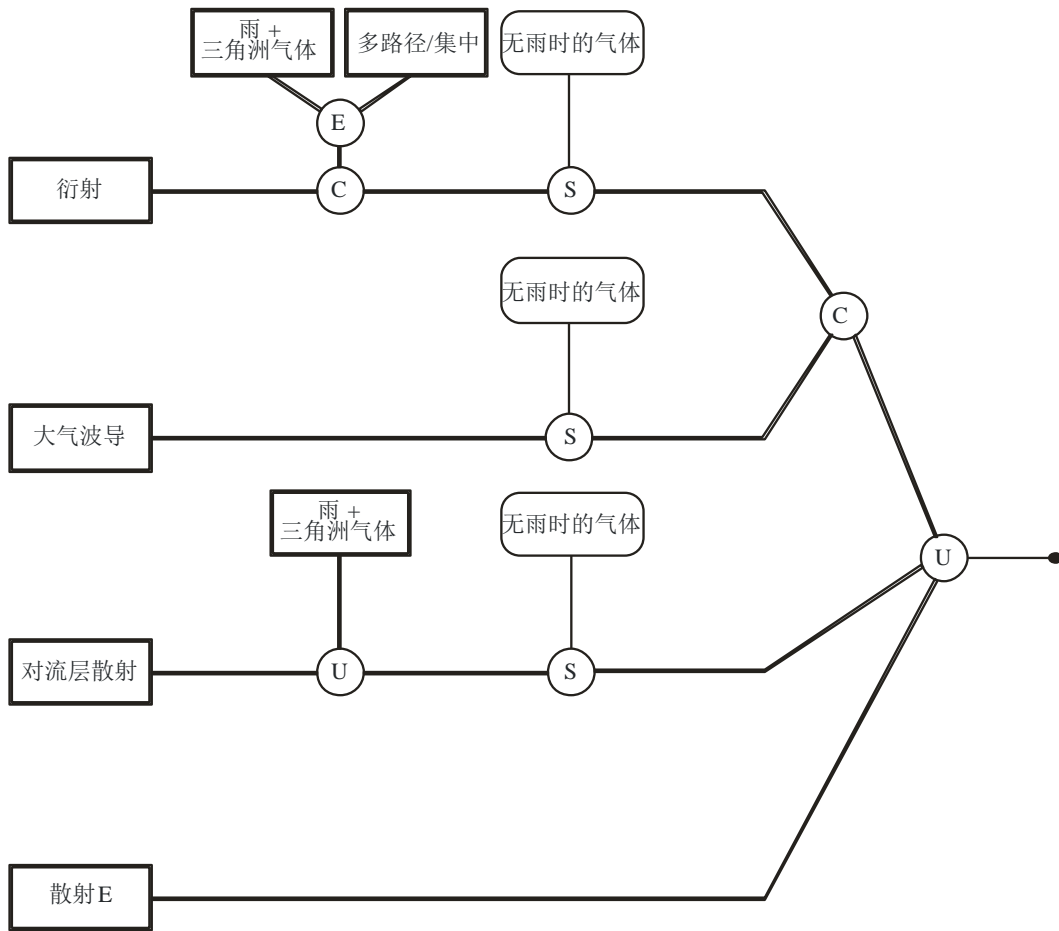 雨 +
三角洲气体
多路径/集中
无雨时的气体
E
衍射
C
S
无雨时的气体
C
大气波导
S
雨 +
三角洲气体
无雨时的气体
U
对流层散射
U
S
散射E